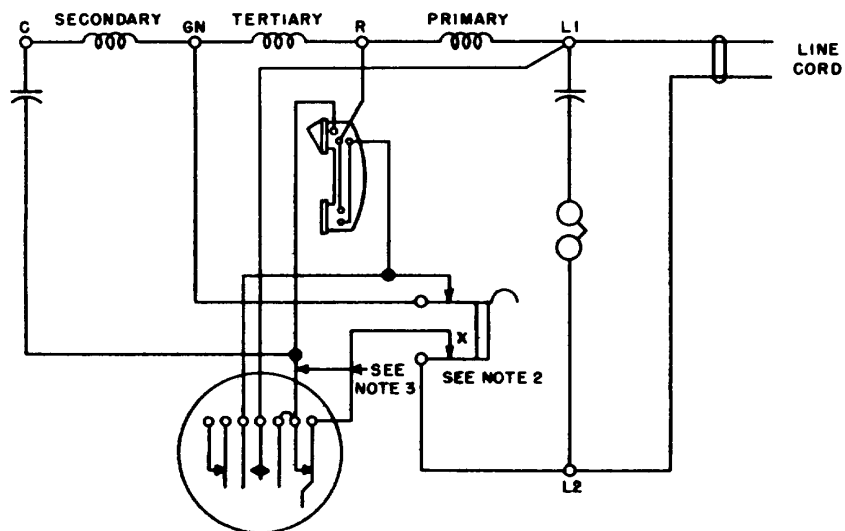 C SECONDARY GN TERTIARY R PRIMARY L1
LINE
CORD
X
SEE
NOTE 3
SEE NOTE 2
L2